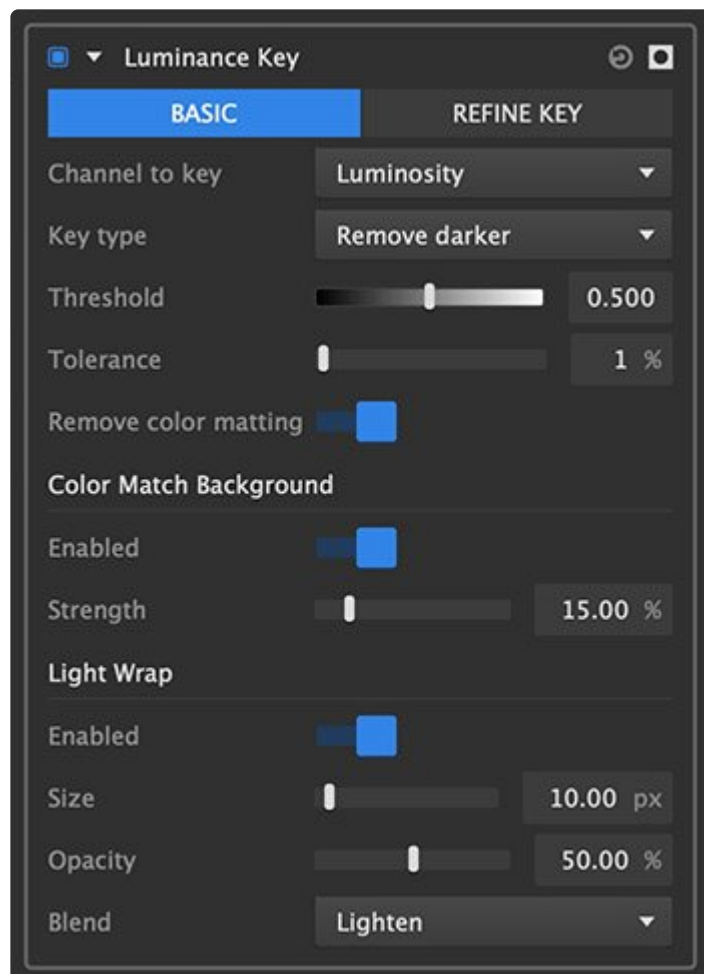 Luminance Key
BASIC REFINE KEY
Channel to key Luminosity
Key type Remove darker
Threshold 0.500
Tolerance 1 %
Remove color matting
Color Match Background
Enabled
Strength 15.00 %
Light Wrap
Enabled
Size 10.00 px
Opacity 50.00 %
Blend Lighten